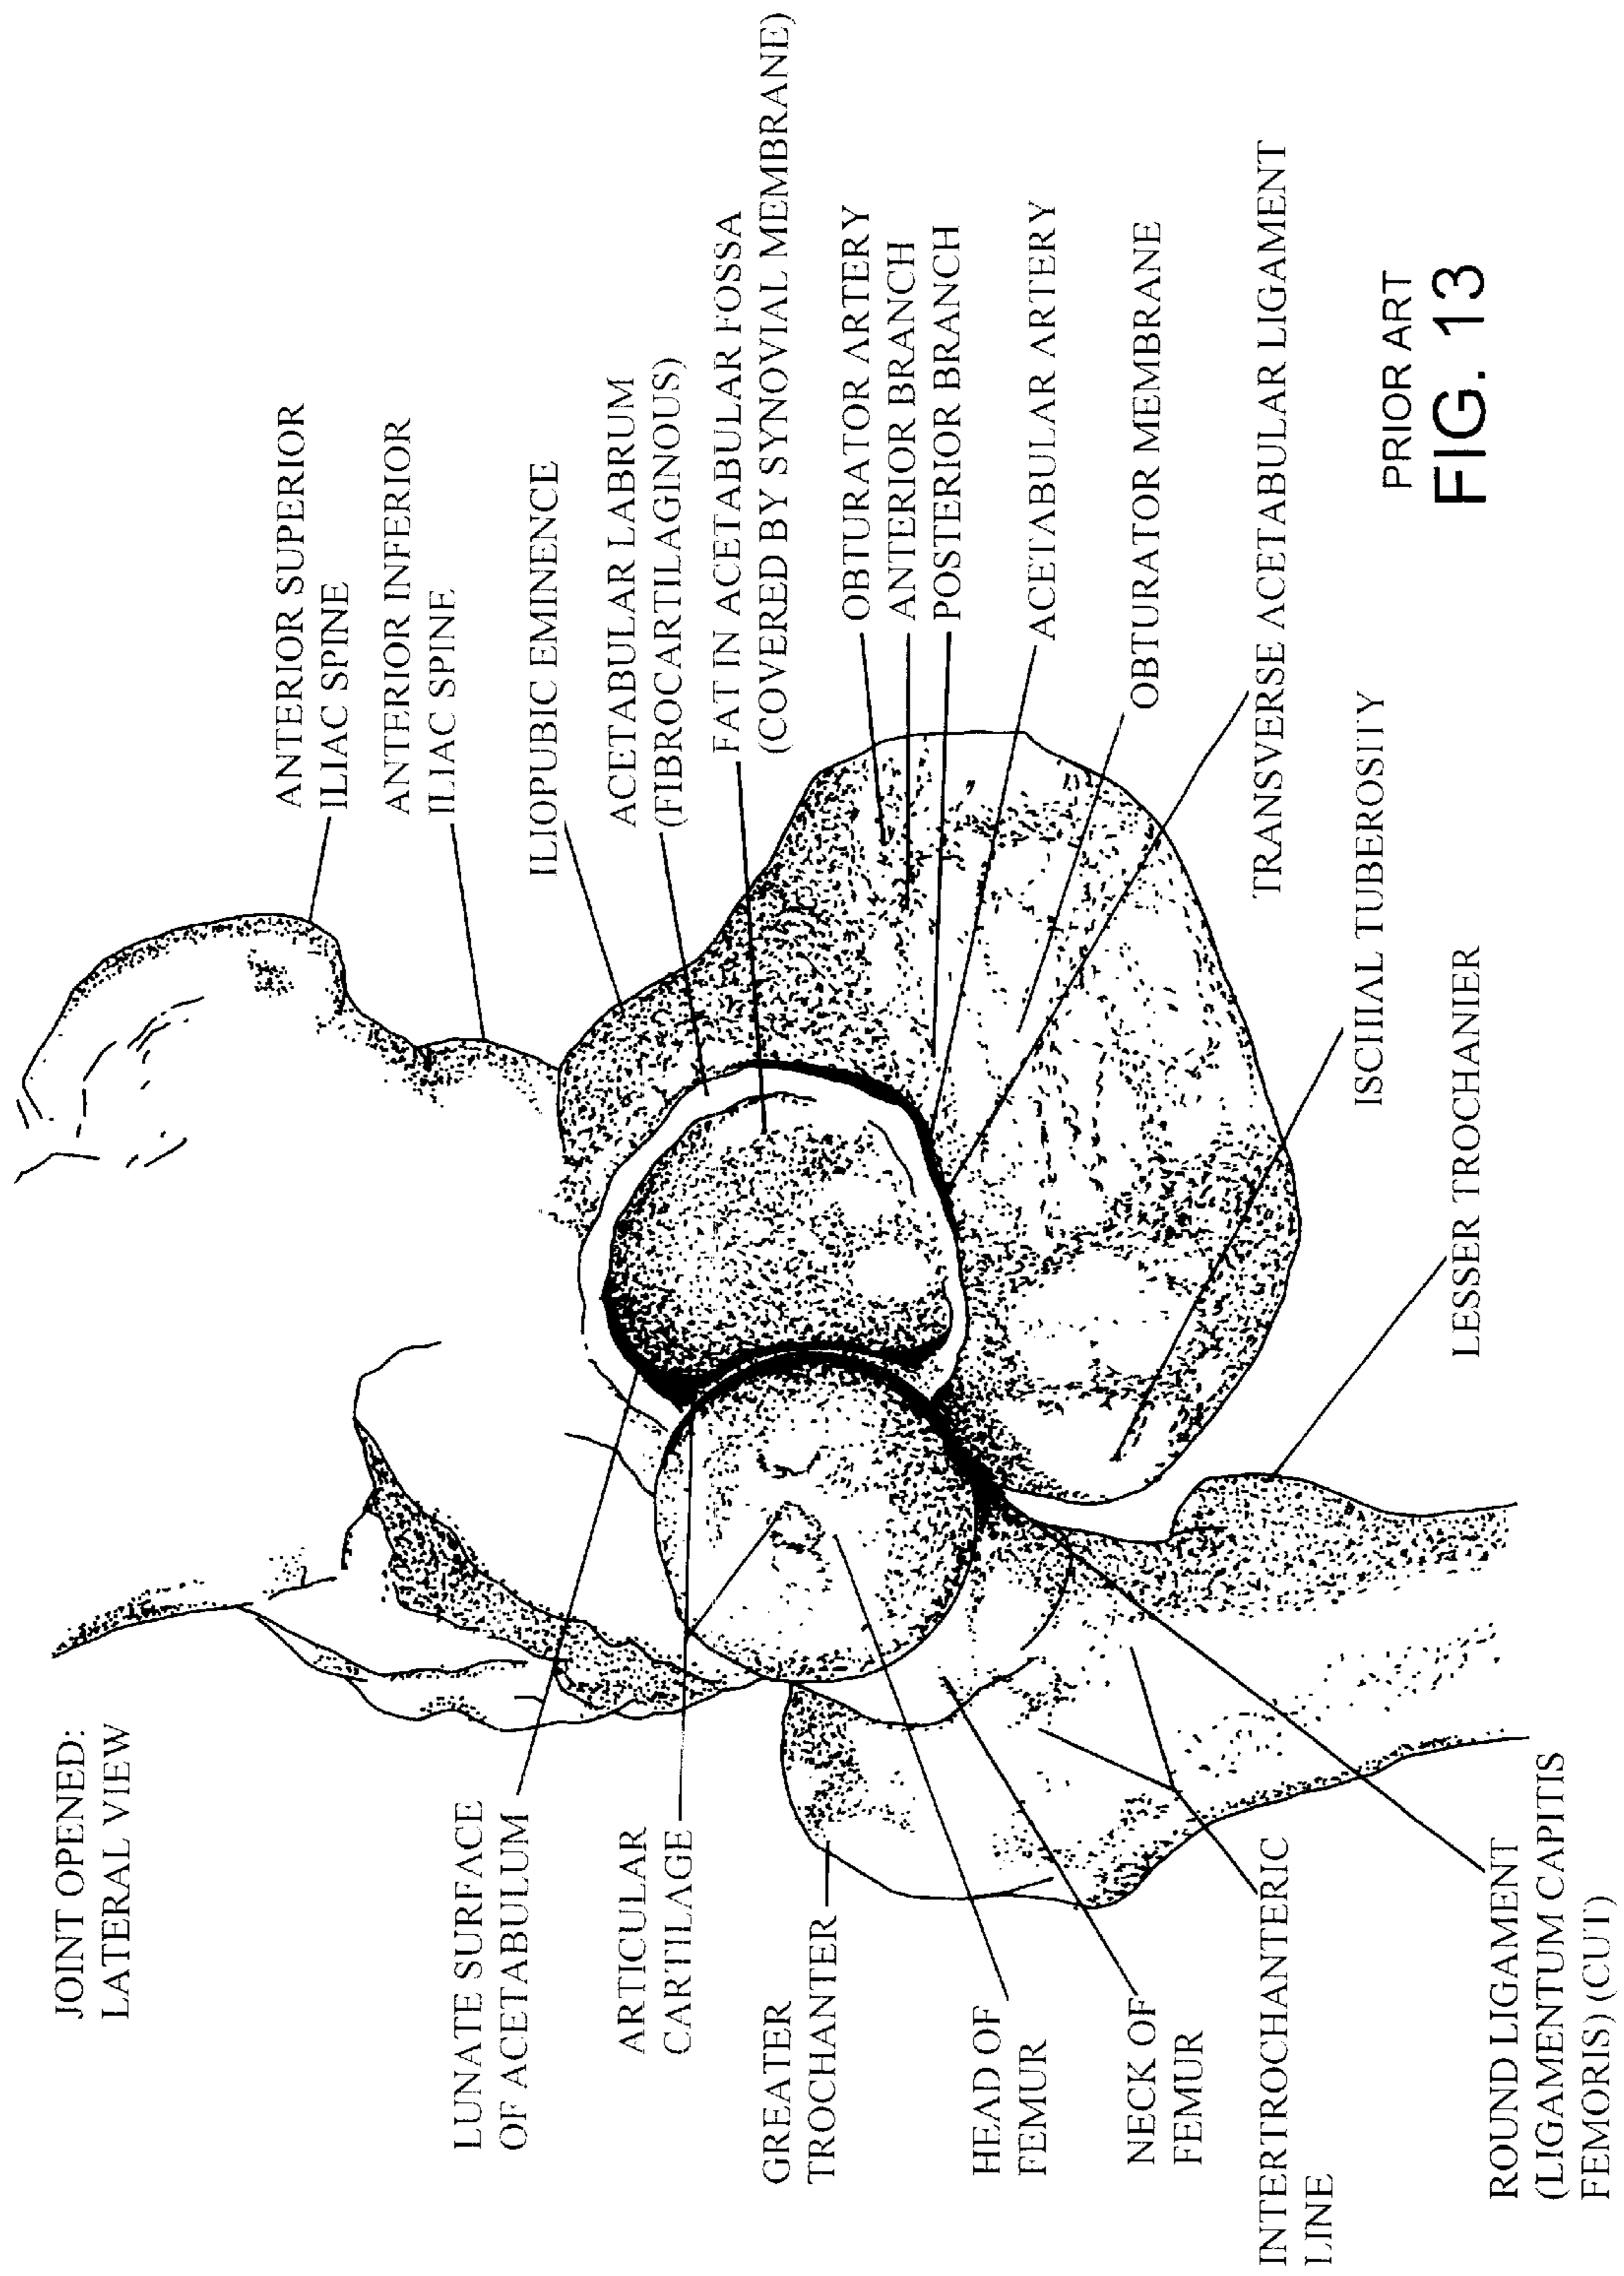 JOINT OPENED:
LATERAL VIEW
LUNATE SURFACE
OF ACETABULUM
ARTICULAR
CARTILAGE
GREATER
TROCHANTER
HEAD OF
FEMUR
NECK OF
FEMUR
INTERTROCHANTERIC
LINE
ROUND LIGAMENT
(LIGAMENTUM CAPITIS
FEMORIS) (CUT)
ANTERIOR SUPERIOR
ILIAC SPINE
ANTERIOR INFERIOR
ILIAC SPINE
ILIOPUBIC EMINENCE
ACETABULAR LABRUM
(FIBROCARTILAGINOUS)
FAT IN ACETABULAR FOSSA
(COVERED BY SYNOVIAL MEMBRANE)
OBTURATOR ARTERY
ANTERIOR BRANCH
POSTERIOR BRANCH
ACETABULAR ARTERY
OBTURATOR MEMBRANE
TRANSVERSE ACETABULAR LIGAMENT
ISCHIAL TUBEROSITY
LESSER TROCHANIER
PRIOR ART
FIG. 13